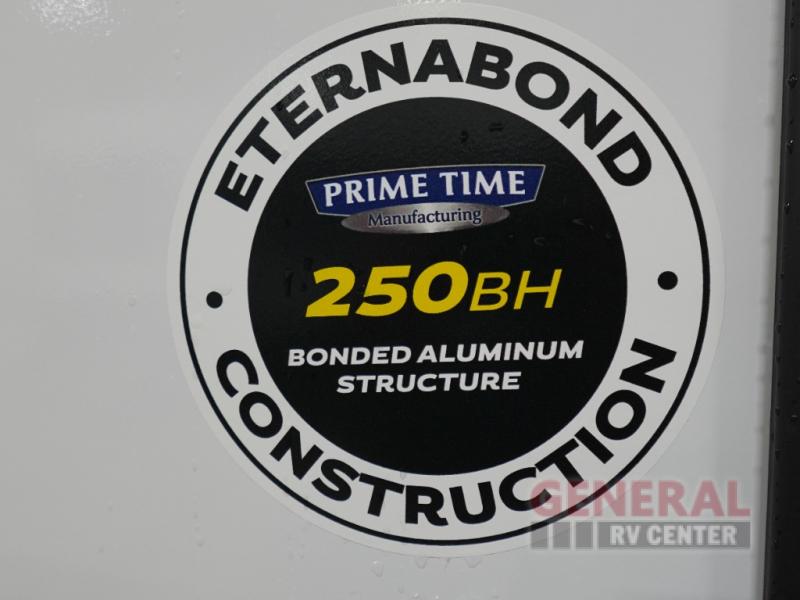 ETERNABOND
PRIME TIME
Manufacturing
250BH
BONDED ALUMINUM
STRUCTURE
CONSTRUCTION
GENERAL
RV CENTER